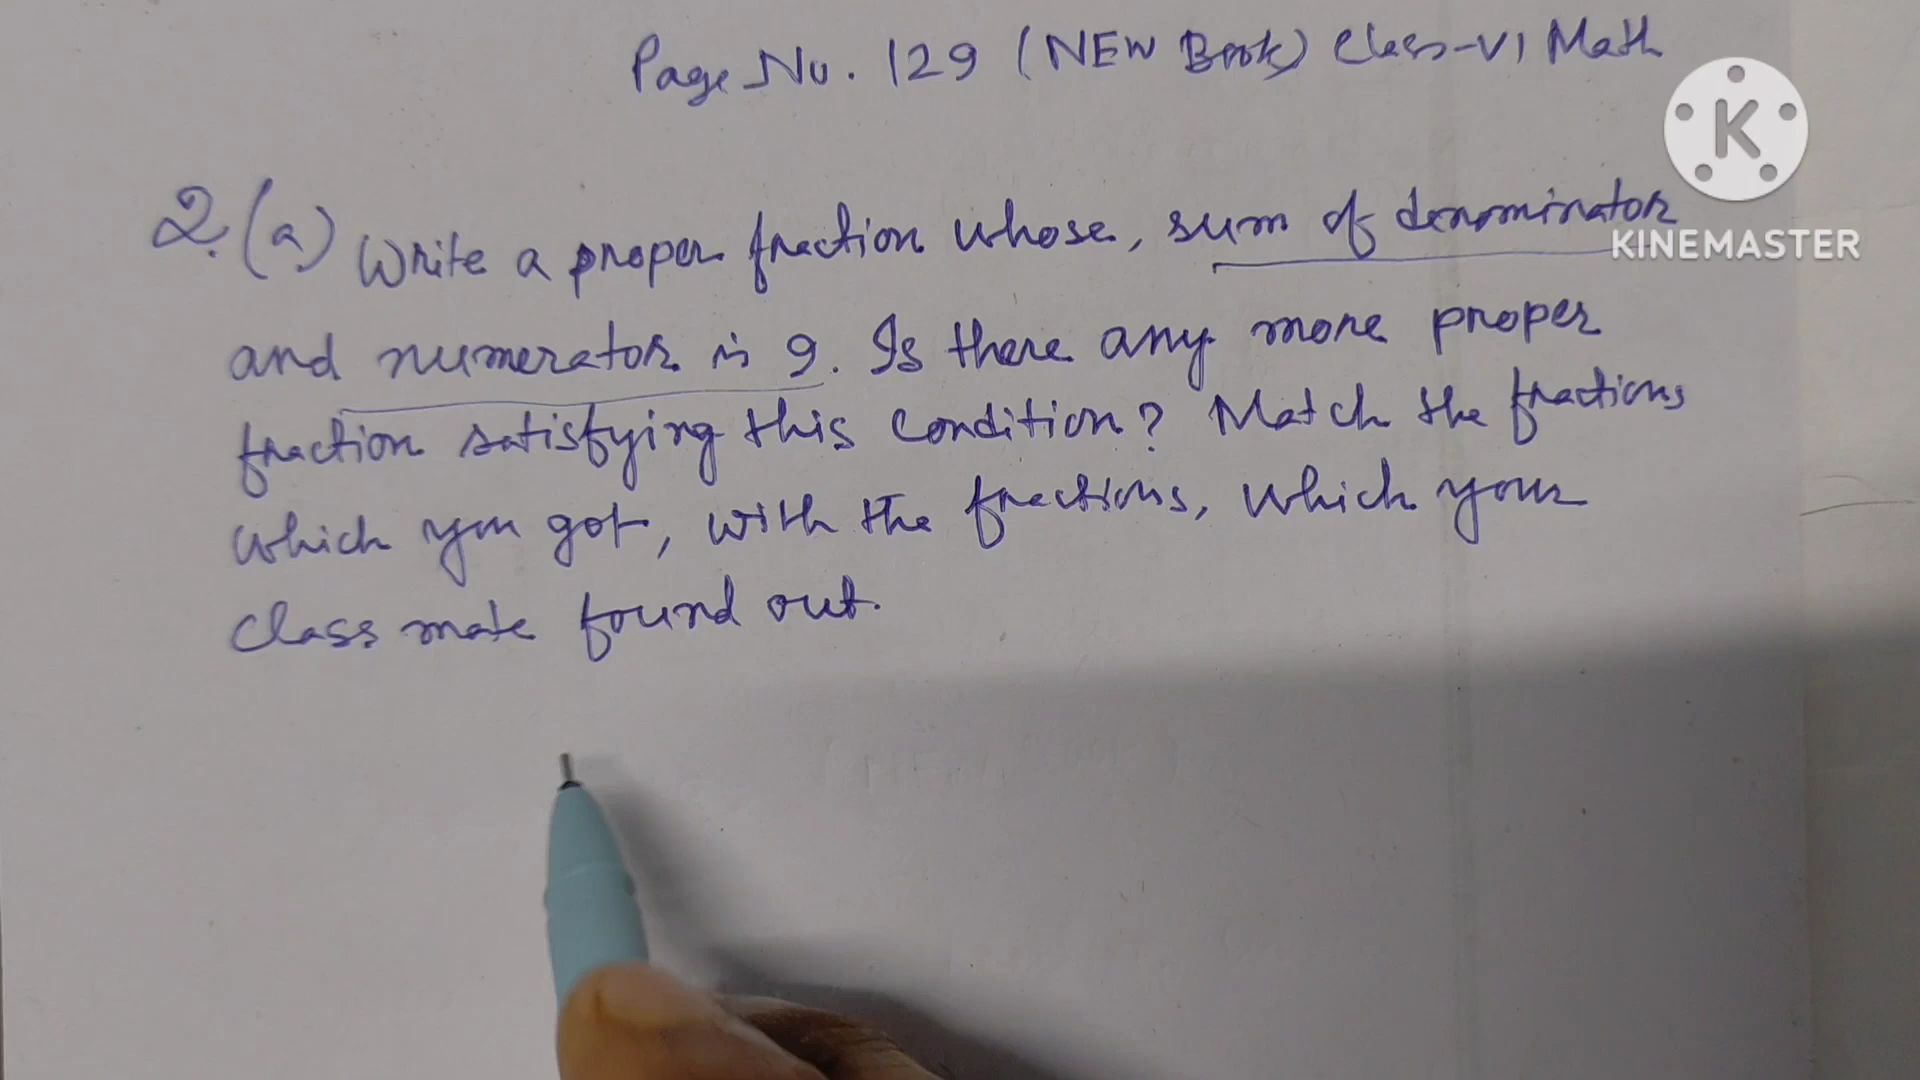 Page No. 129 (NEW Book) Class-VI Math
K
KINEMASTER
2. (a) Write a proper fraction whose, sum of denominator
and numerator is 9. Is there any more proper
fraction satisfying this condition? Match the fractions
which you got, with the fractions, which your
class mate found out.